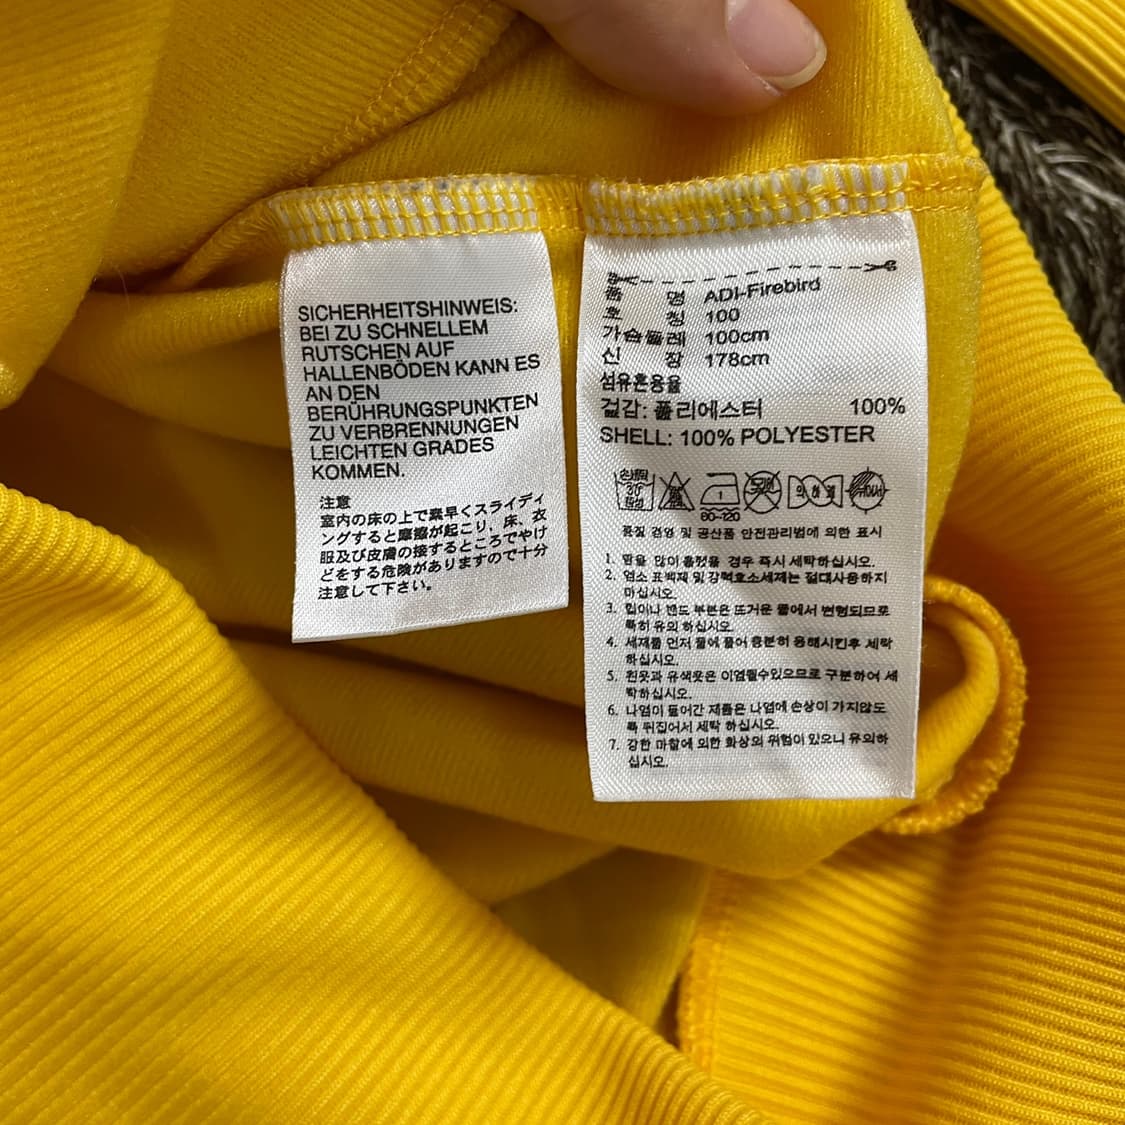 SICHERHEITSHINWEIS:
BEI ZU SCHNELLEM
RUTSCHEN AUF
HALLENBÖDEN KANN ES
AN DEN
BERÜHRUNGSPUNKTEN
ZU VERBRENNUNGEN
LEICHTEN GRADES
KOMMEN.
注意
室内の床の上で素早くスライディ
ングすると摩擦が起こり、床、衣
服及び皮膚の接するところでやけ
どをする危険がありますので十分
注意して下さい。
품 명 ADI-Firebird
호 칭 100
가슴둘레 100cm
신 장 178cm
섬유혼용율
겉감: 폴리에스터 100%
SHELL: 100% POLYESTER
손세탁 30 중성 1 80-120 드라이 약하게
품질 경영 및 공산품 안전관리법에 의한 표시
1. 땀을 많이 흘렸을 경우 즉시 세탁하십시오.
2. 염소 표백제 및 강력효소세제는 절대사용하지
마십시오.
3. 립이나 밴드 부분은 뜨거운 물에서 변형되므로
특히 유의 하십시오.
4. 세제를 먼저 물에 풀어 충분히 용해시킨후 세탁
하십시오.
5. 흰옷과 유색옷은 이염될수있으므로 구분하여 세
탁하십시오.
6. 나염이 들어간 제품은 나염에 손상이 가지않도
록 뒤집어서 세탁 하십시오.
7. 강한 마찰에 의한 화상의 위험이 있으니 유의하
십시오.